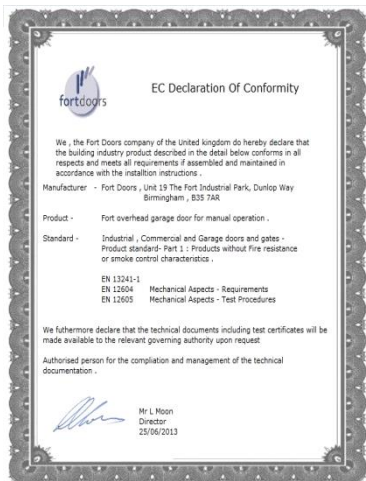 fortdoors
EC Declaration Of Conformity
We , the Fort Doors company of the United kingdom do hereby declare that
the building industry product described in the detail below conforms in all
respects and meets all requirements if assembled and maintained in
accordance with the installtion instructions .
Manufacturer - Fort Doors , Unit 19 The Fort Industrial Park, Dunlop Way
Birmingham , B35 7AR
Product - Fort overhead garage door for manual operation .
Standard - Industrial , Commercial and Garage doors and gates -
Product standard- Part 1 : Products without Fire resistance
or smoke control characteristics .
EN 13241-1
EN 12604 Mechanical Aspects - Requirements
EN 12605 Mechanical Aspects - Test Procedures
We futhermore declare that the technical documents including test certificates will be
made available to the relevant governing authority upon request
Authorised person for the compliation and management of the technical
documentation .
Mr L Moon
Director
25/06/2013